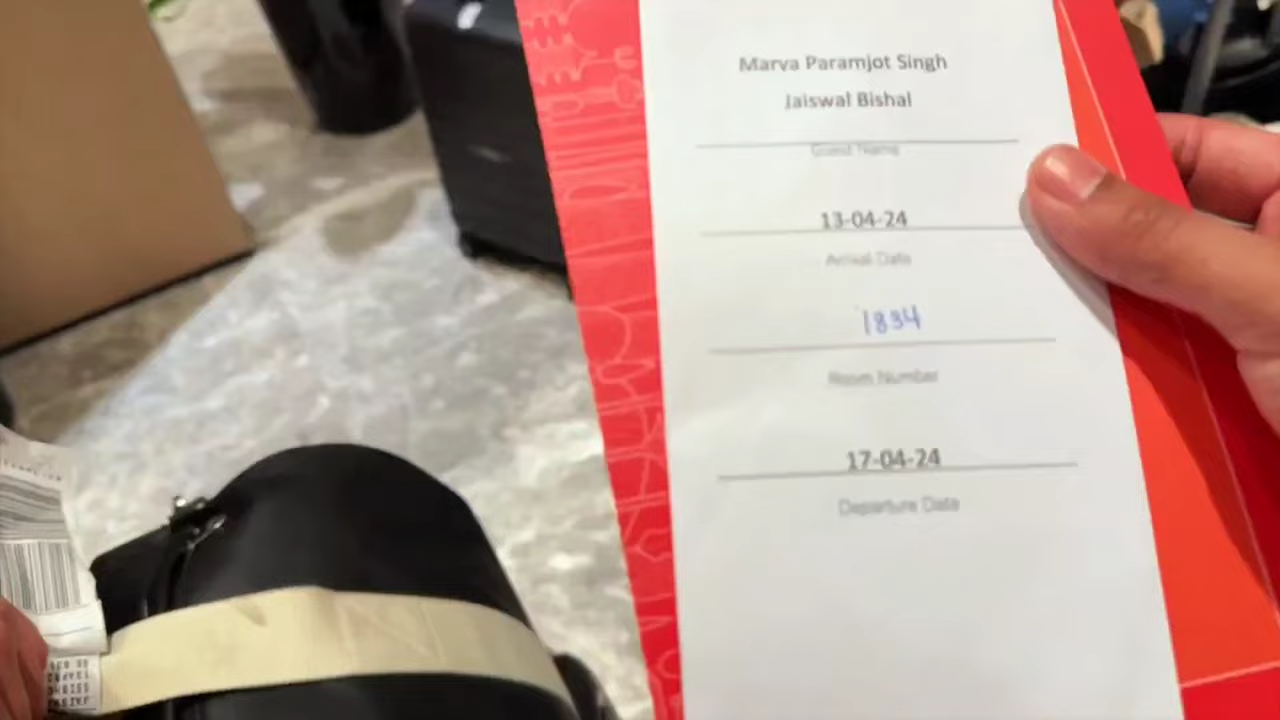 Marva Paramjot Singh
Jaiswal Bishal
Guest Name
13-04-24
Arrival Date
1834
Room Number
17-04-24
Departure Date